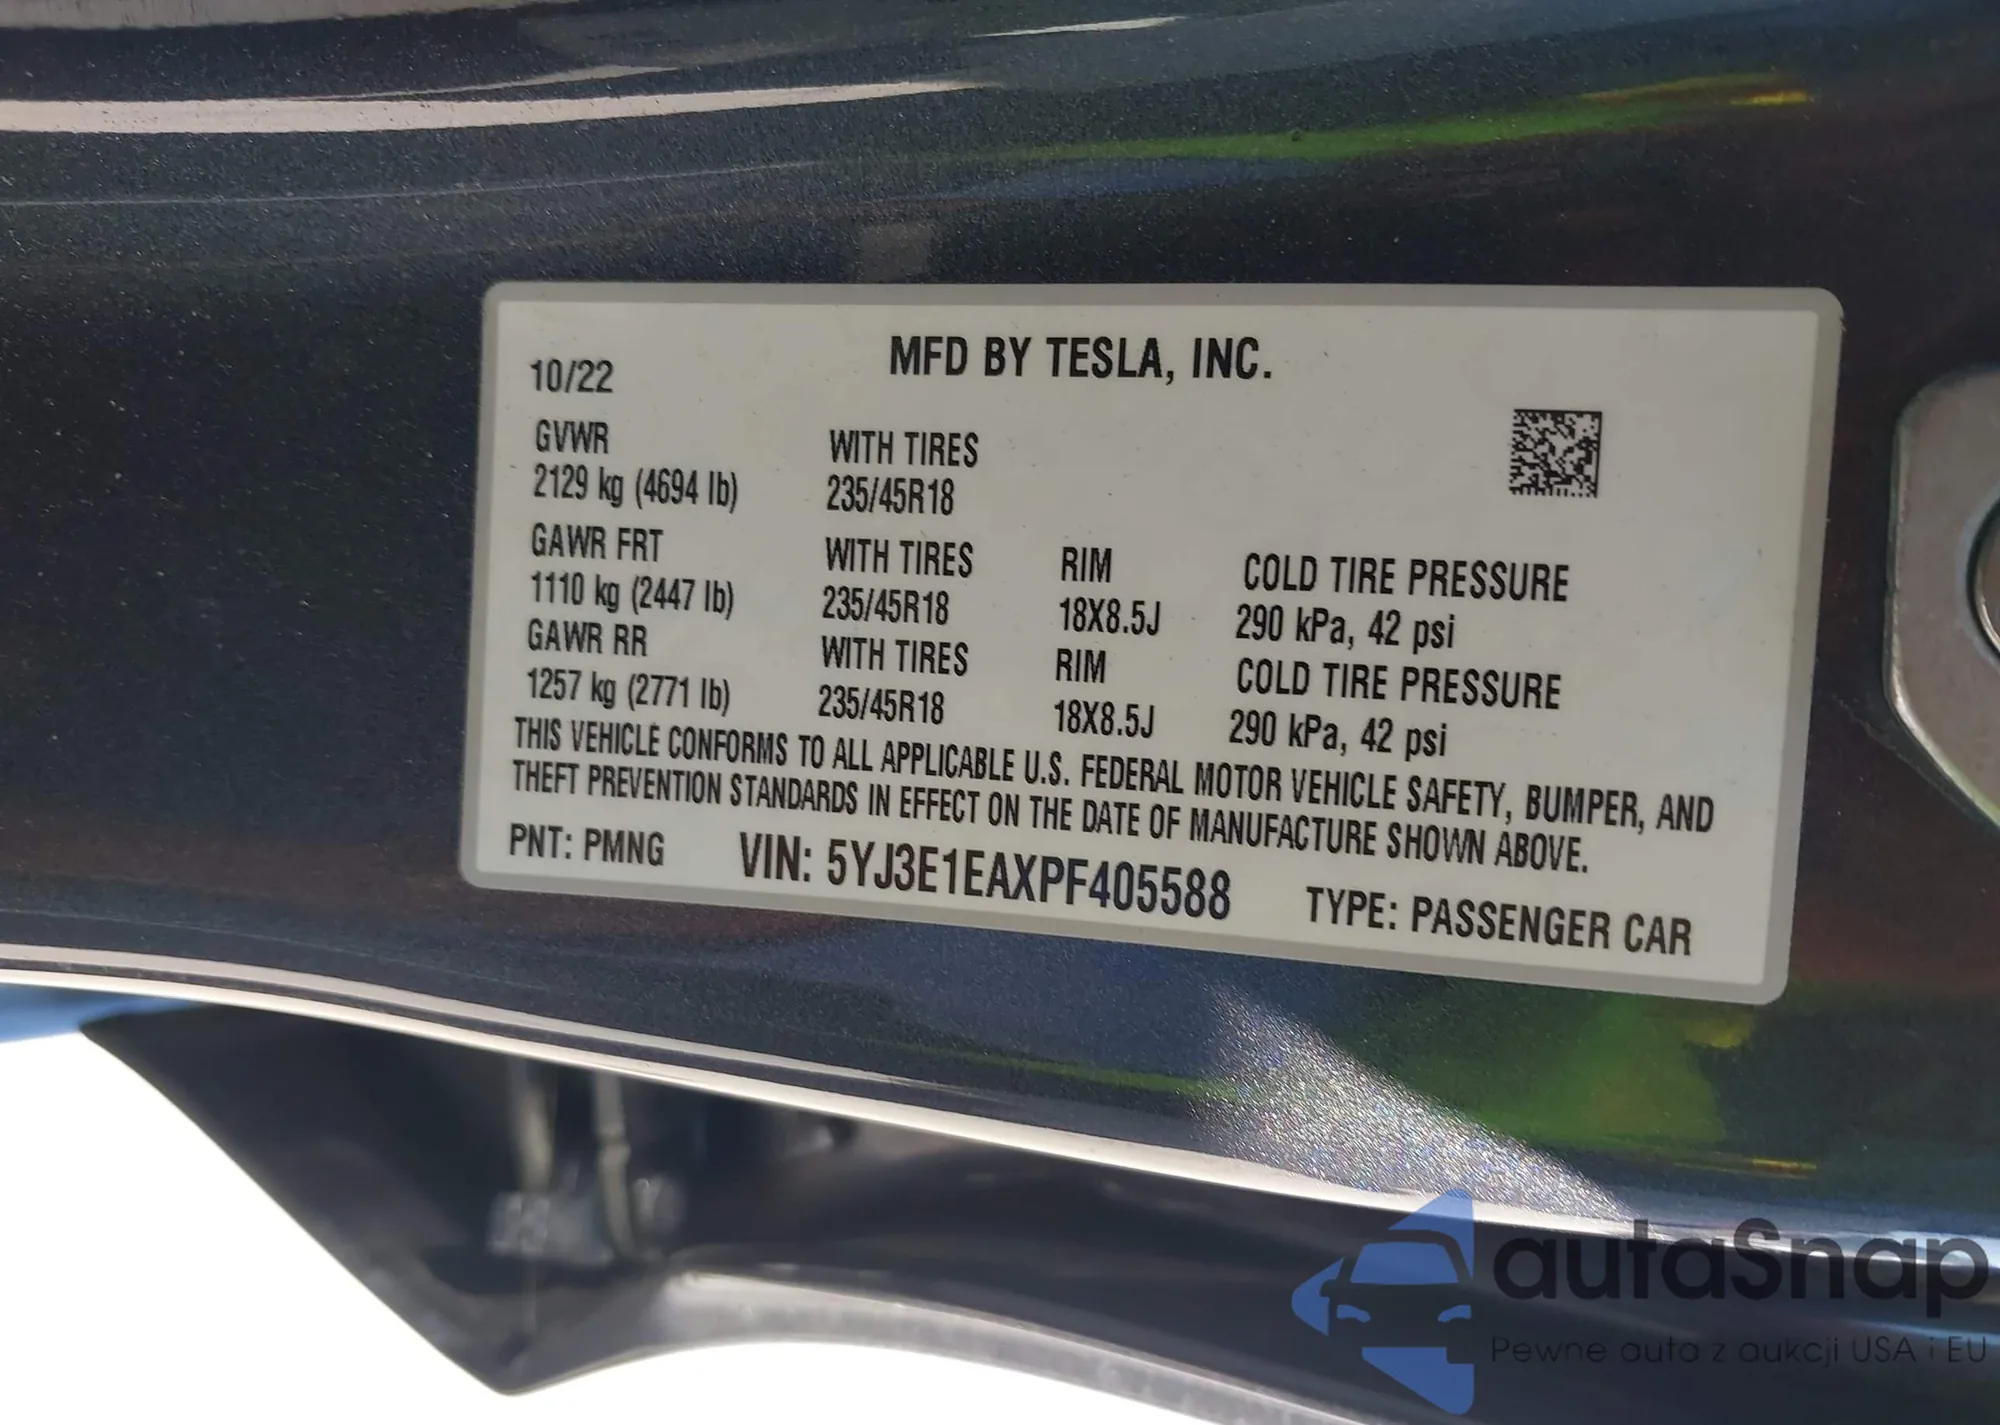 MFD BY TESLA, INC.
10/22
GVWR WITH TIRES
2129 kg (4694 lb) 235/45R18
GAWR FRT WITH TIRES RIM COLD TIRE PRESSURE
1110 kg (2447 lb) 235/45R18 18X8.5J 290 kPa, 42 psi
GAWR RR WITH TIRES RIM COLD TIRE PRESSURE
1257 kg (2771 lb) 235/45R18 18X8.5J 290 kPa, 42 psi
THIS VEHICLE CONFORMS TO ALL APPLICABLE U.S. FEDERAL MOTOR VEHICLE SAFETY, BUMPER, AND
THEFT PREVENTION STANDARDS IN EFFECT ON THE DATE OF MANUFACTURE SHOWN ABOVE.
PNT: PMNG VIN: 5YJ3E1EAXPF405588 TYPE: PASSENGER CAR
autaSnap
Pewne auta z aukcji USA i EU